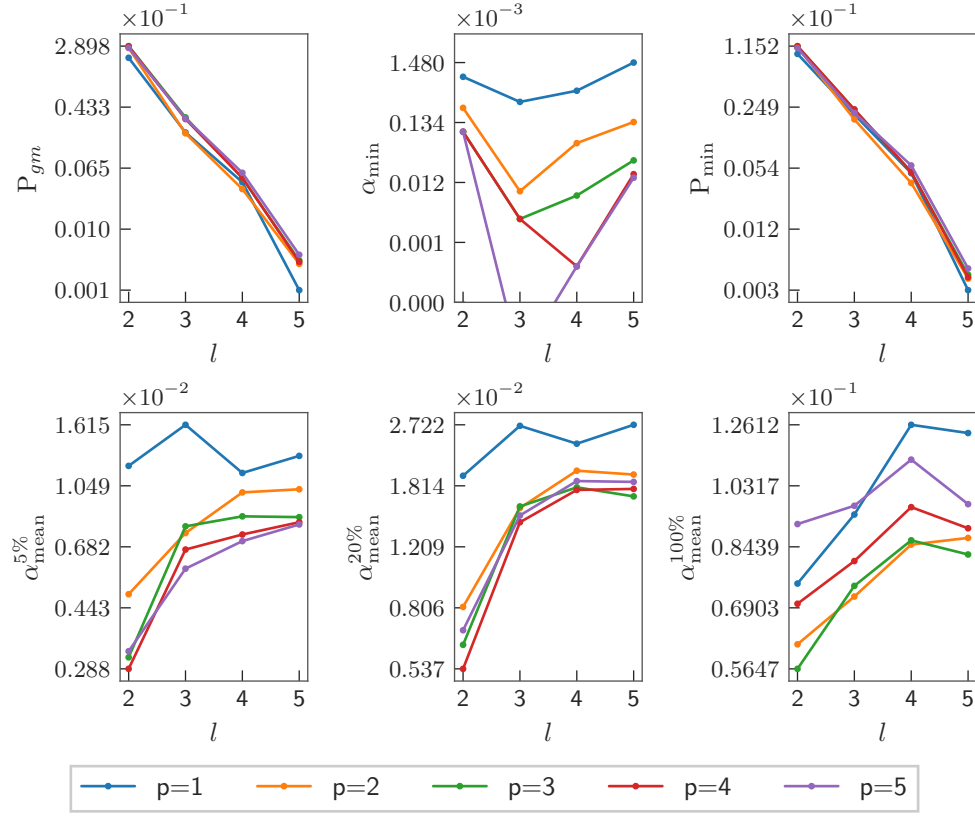 ×10⁻¹
2.898
0.433
0.065
0.010
0.001
P_gm
2 3 4 5
l
×10⁻³
1.480
0.134
0.012
0.001
0.000
α_min
2 3 4 5
l
×10⁻¹
1.152
0.249
0.054
0.012
0.003
P_min
2 3 4 5
l
×10⁻²
1.615
1.049
0.682
0.443
0.288
α_mean^5%
2 3 4 5
l
×10⁻²
2.722
1.814
1.209
0.806
0.537
α_mean^20%
2 3 4 5
l
×10⁻¹
1.2612
1.0317
0.8439
0.6903
0.5647
α_mean^100%
2 3 4 5
l
p=1 p=2 p=3 p=4 p=5